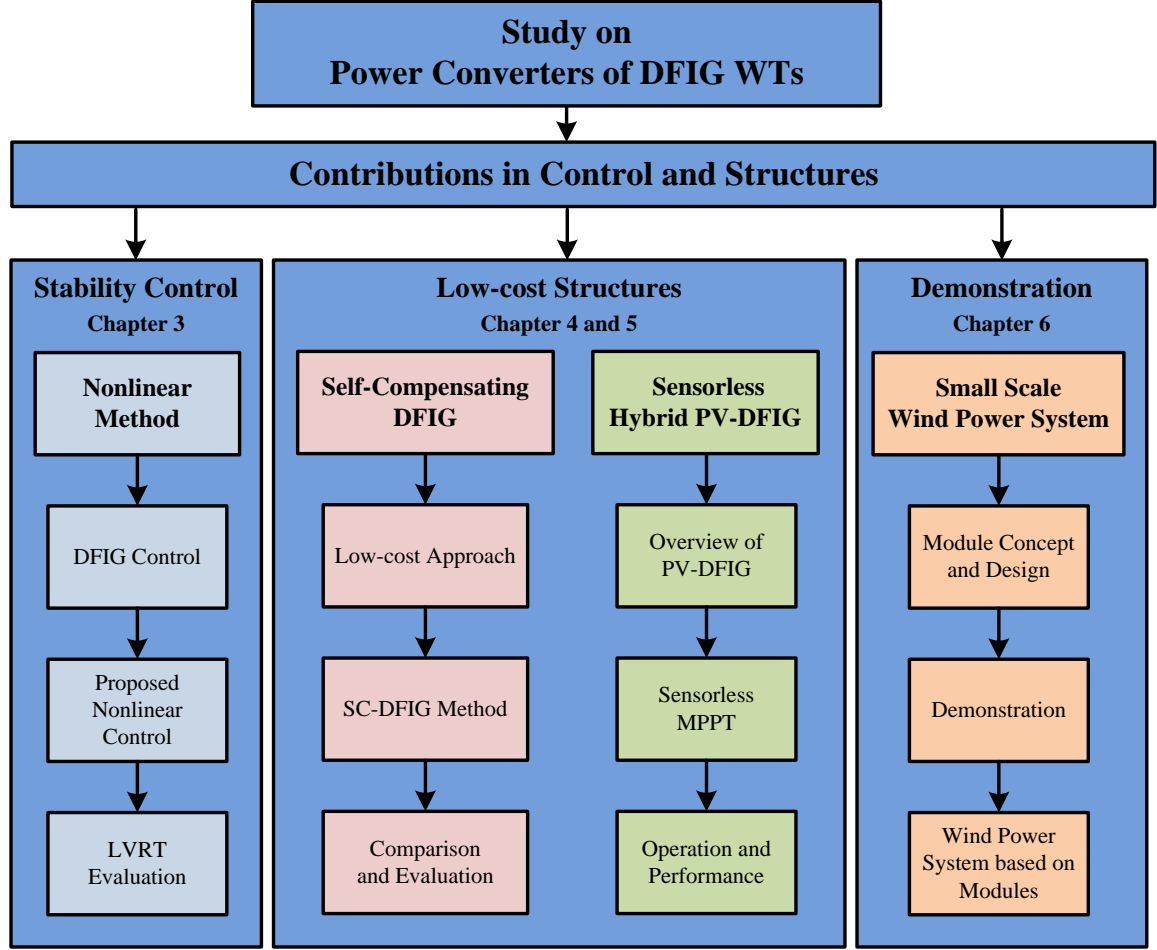 Study on
Power Converters of DFIG WTs
Contributions in Control and Structures
Stability Control
Chapter 3
Nonlinear
Method
DFIG Control
Proposed
Nonlinear
Control
LVRT
Evaluation
Low-cost Structures
Chapter 4 and 5
Self-Compensating
DFIG
Low-cost Approach
SC-DFIG Method
Comparison
and Evaluation
Sensorless
Hybrid PV-DFIG
Overview of
PV-DFIG
Sensorless
MPPT
Operation and
Performance
Demonstration
Chapter 6
Small Scale
Wind Power System
Module Concept
and Design
Demonstration
Wind Power
System based on
Modules